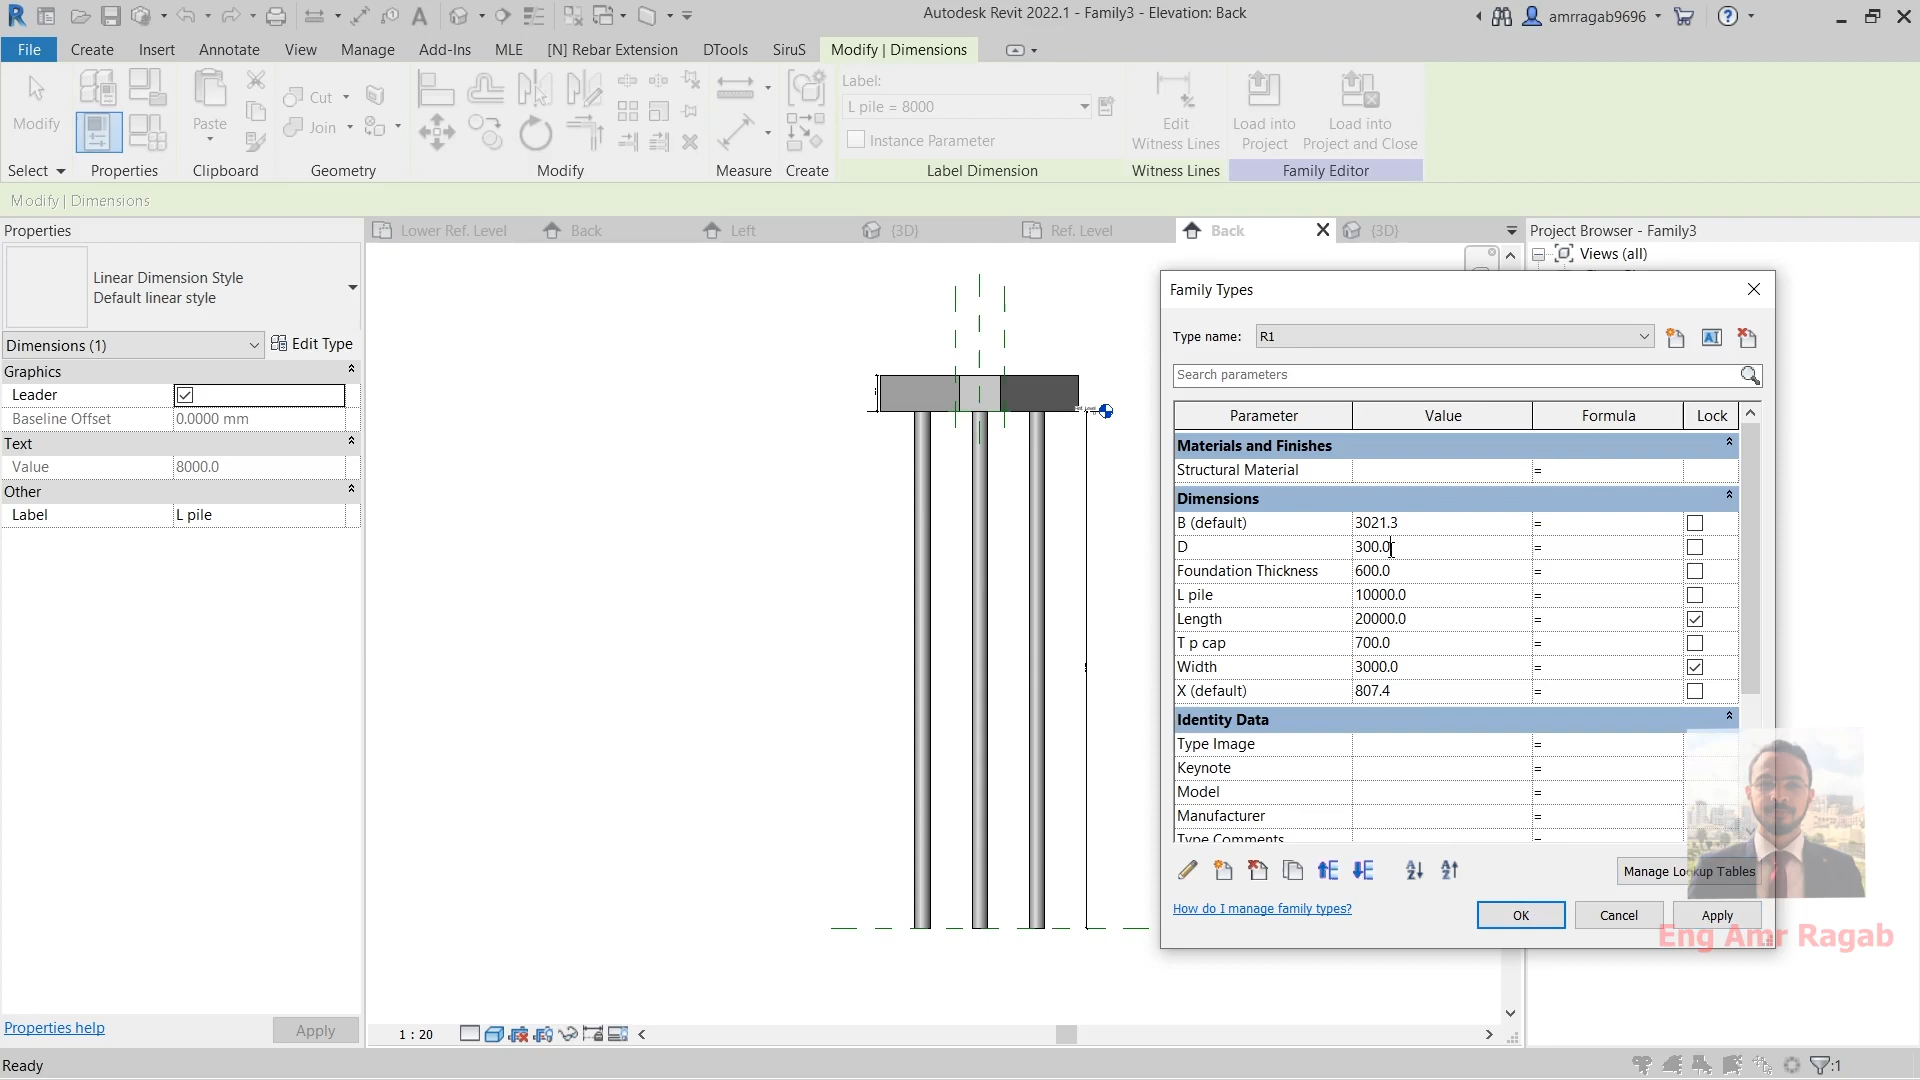 Autodesk Revit 2022.1 - Family3 - Elevation: Back
amrragab9696
File
Create
Insert
Annotate
View
Manage
Add-Ins
MLE
[N] Rebar Extension
DTools
SiruS
Modify | Dimensions
Modify
Paste
Cut
Join
Label:
L pile = 8000
Instance Parameter
Edit
Witness Lines
Load into
Project
Load into
Project and Close
Select
Properties
Clipboard
Geometry
Modify
Measure
Create
Label Dimension
Witness Lines
Family Editor
Modify | Dimensions
Properties
Lower Ref. Level
Back
Left
{3D}
Ref. Level
Back
{3D}
Project Browser - Family3
Views (all)
Linear Dimension Style
Default linear style
Dimensions (1)
Edit Type
Graphics
Leader
Baseline Offset 0.0000 mm
Text
Value 8000.0
Other
Label L pile
Properties help
Apply
1 : 20
Ready
:1
Family Types
Type name: R1
Search parameters
Parameter Value Formula Lock
Materials and Finishes
Structural Material =
Dimensions
B (default) 3021.3 =
D 300.0 =
Foundation Thickness 600.0 =
L pile 10000.0 =
Length 20000.0 =
T p cap 700.0 =
Width 3000.0 =
X (default) 807.4 =
Identity Data
Type Image =
Keynote =
Model =
Manufacturer =
Type Comments =
Manage Lookup Tables
How do I manage family types?
OK
Cancel
Apply
Eng Amr Ragab